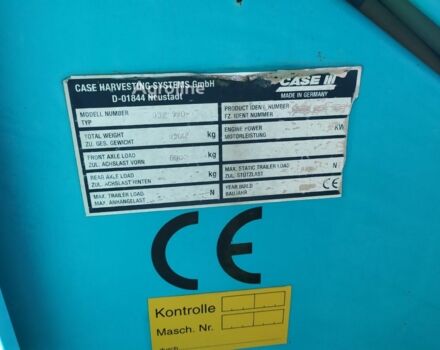 CASE HARVESTING SYSTEMS GmbH
D-01844 Neustadt
Agroline
CASE III
MADE IN GERMANY
MODELL NUMBER
TYP
PRODUCT IDENT. NUMBER
FZ. IDENT NUMMER
TOTAL WEIGHT kg
ZU. GES. GEWICHT
ENGINE POWER kW
MOTORLEISTUNG
FRONT AXLE LOAD kg
ZUL. ACHSLAST VORN
REAR AXLE LOAD kg
ZUL. ACHSLAST HINTEN
MAX. STATIC TRAILER LOAD N
ZUL. STÜTZLAST
MAX. TRAILER LOAD N
MAX. ANHÄNGELAST
YEAR BUILD
BAUJAHR
CE
CE
Kontrolle
Masch. Nr.